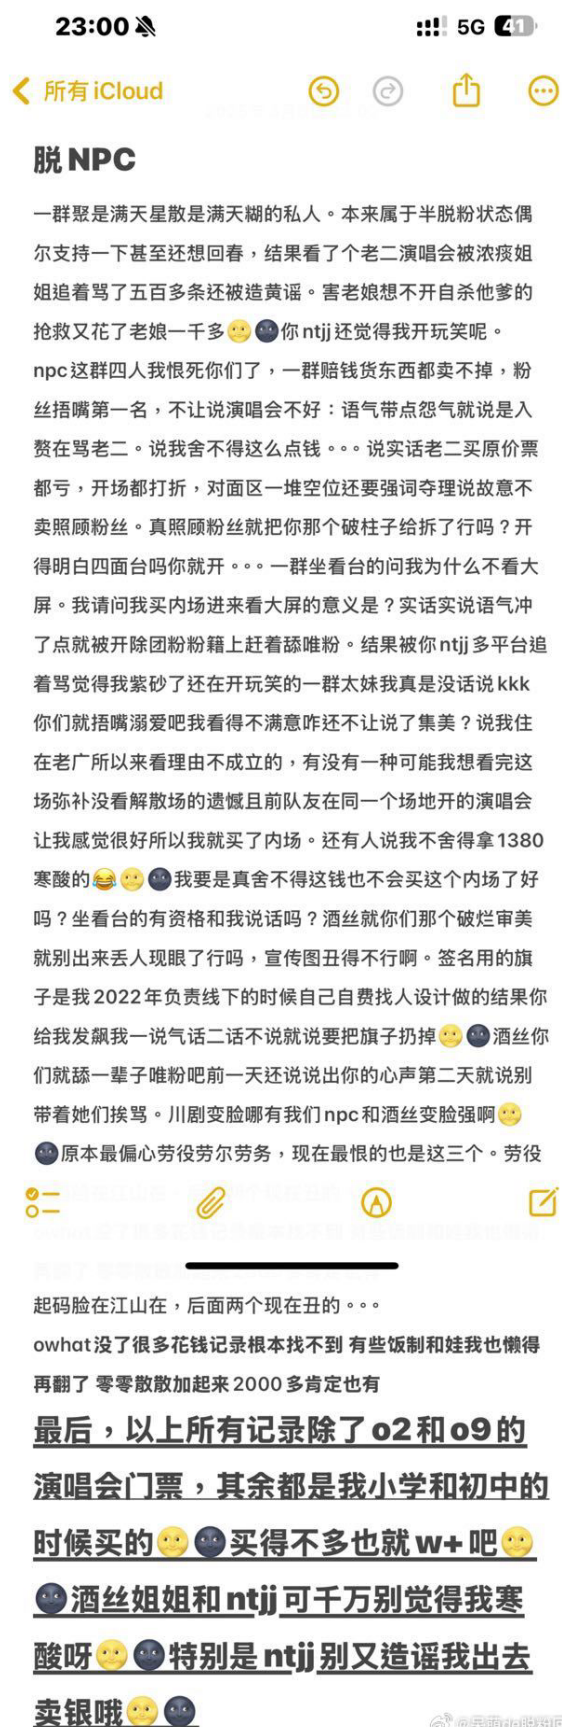 23:00
5G
41
所有 iCloud
脱 NPC
一群聚是满天星散是满天糊的私人。本来属于半脱粉状态偶
尔支持一下甚至还想回春，结果看了个老二演唱会被浓痰姐
姐追着骂了五百多条还被造黄谣。害老娘想不开自杀他爹的
抢救又花了老娘一千多🌝🌚你ntjj还觉得我开玩笑呢。
npc这群四人我恨死你们了，一群赔钱货东西都卖不掉，粉
丝捂嘴第一名，不让说演唱会不好：语气带点怨气就说是入
赘在骂老二。说我舍不得这么点钱。。。说实话老二买原价票
都亏，开场都打折，对面区一堆空位还要强词夺理说故意不
卖照顾粉丝。真照顾粉丝就把你那个破柱子给拆了行吗？开
得明白四面台吗你就开。。。一群坐看台的问我为什么不看大
屏。我请问我买内场进来看大屏的意义是？实话实说语气冲
了点就被开除团粉粉籍上赶着舔唯粉。结果被你ntjj多平台追
着骂觉得我紫砂了还在开玩笑的一群太妹我真是没话说kkk
你们就捂嘴溺爱吧我看得不满意咋还不让说了集美？说我住
在老广所以来看理由不成立的，有没有一种可能我想看完这
场弥补没看解散场的遗憾且前队友在同一个场地开的演唱会
让我感觉很好所以我就买了内场。还有人说我不舍得拿1380
寒酸的😂🌝🌚我要是真舍不得这钱也不会买这个内场了好
吗？坐看台的有资格和我说话吗？酒丝就你们那个破烂审美
就别出来丢人现眼了行吗，宣传图丑得不行啊。签名用的旗
子是我2022年负责线下的时候自己自费找人设计做的结果你
给我发飙我一说气话二话不说就说要把旗子扔掉🌝🌚酒丝你
们就舔一辈子唯粉吧前一天还说说出你的心声第二天就说别
带着她们挨骂。川剧变脸哪有我们npc和酒丝变脸强啊🌝
🌚原本最偏心劳役劳尔劳务，现在最恨的也是这三个。劳役
起码脸在江山在，后面两个现在丑的。。。
owhat没了很多花钱记录根本找不到 有些饭制和娃我也懒得
再翻了 零零散散加起来2000多肯定也有
最后，以上所有记录除了o2和o9的
演唱会门票，其余都是我小学和初中的
时候买的🌝🌚买得不多也就w+吧🌝
🌚酒丝姐姐和ntjj可千万别觉得我寒
酸呀🌝🌚特别是ntjj别又造谣我出去
卖银哦🌝🌚